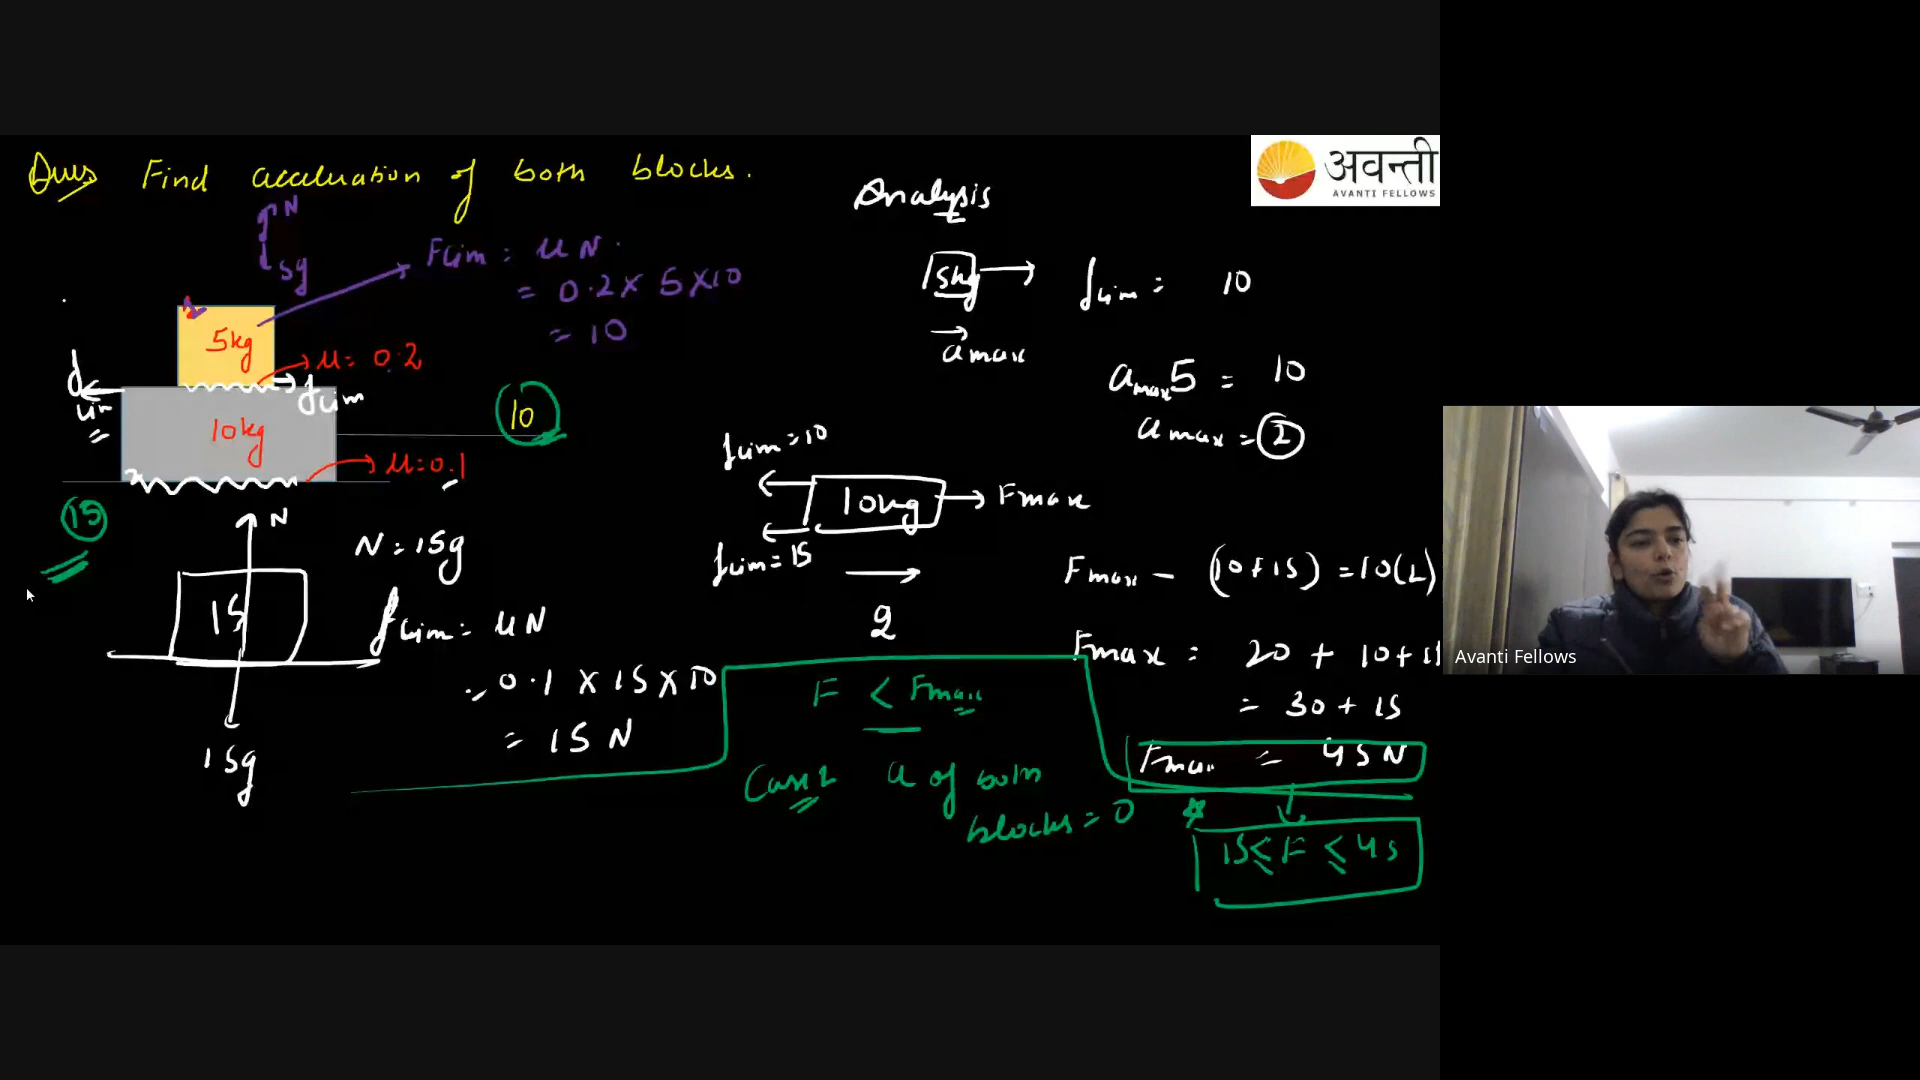 Ques Find acceleration of both blocks.
अवन्ती
AVANTI FELLOWS
N
5g
Flim = μN.
= 0.2 × 5 × 10
= 10
5kg
μ = 0.2
flim
lim
10kg
μ=0.1
10
15
N
N = 15g
15
15g
flim = μN
= 0.1 × 15 × 10
= 15 N
Analysis
5kg
flim = 10
amax
amax 5 = 10
amax = 2
flim = 10
10kg
Fmax
flim = 15
2
Fmax - (10+15) = 10(2)
Fmax = 20 + 10 + 1
= 30 + 15
Fmax = 45 N
F < Fmax
a of both
blocks = 0
15 ≤ F ≤ 45
Avanti Fellows